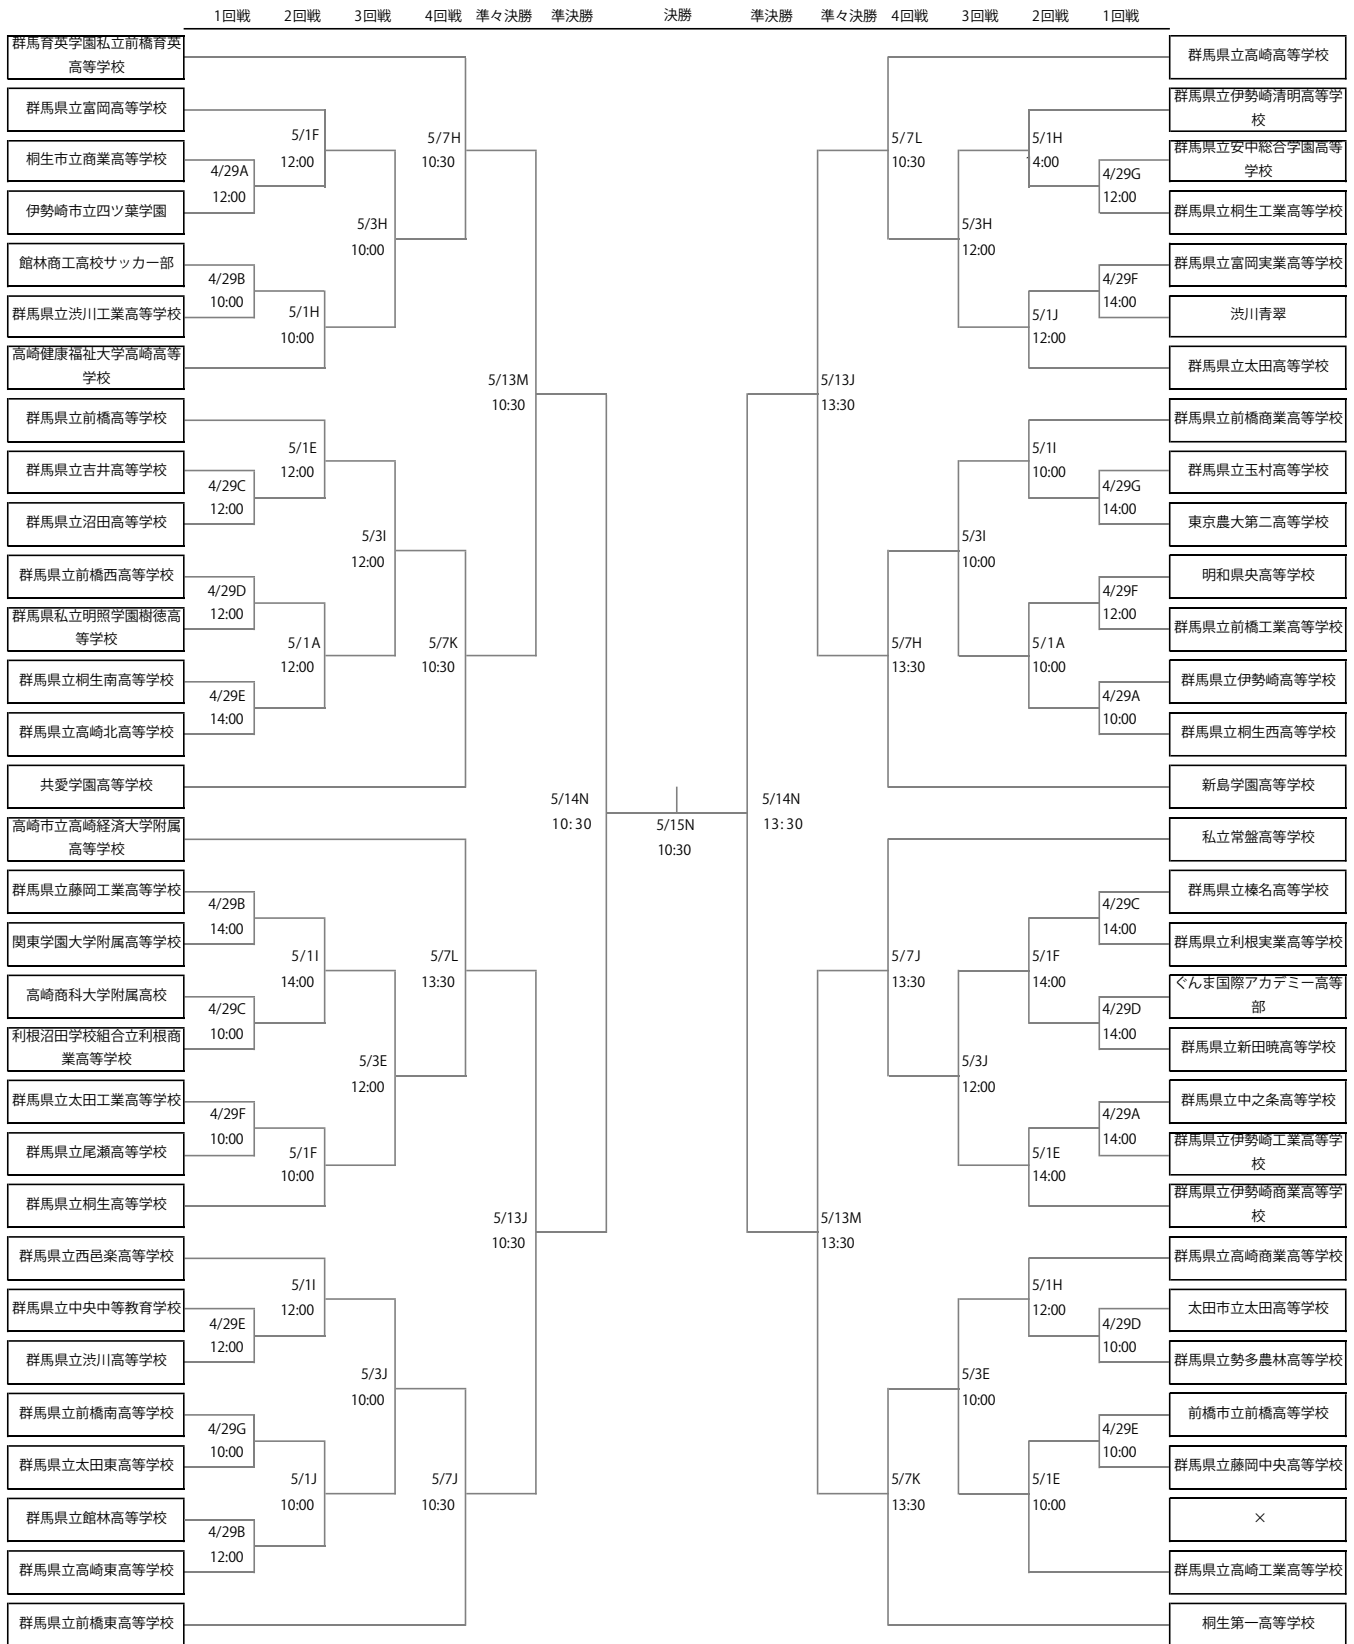 1回戦 2回戦 3回戦 4回戦 準々決勝 準決勝 決勝 準決勝 準々決勝 4回戦 3回戦 2回戦 1回戦
群馬育英学園私立前橋育英
高等学校
群馬県立富岡高等学校
桐生市立商業高等学校
伊勢崎市立四ツ葉学園
館林商工高校サッカー部
群馬県立渋川工業高等学校
高崎健康福祉大学高崎高等
学校
群馬県立前橋高等学校
群馬県立吉井高等学校
群馬県立沼田高等学校
群馬県立前橋西高等学校
群馬県私立明照学園樹徳高
等学校
群馬県立桐生南高等学校
群馬県立高崎北高等学校
共愛学園高等学校
高崎市立高崎経済大学附属
高等学校
群馬県立藤岡工業高等学校
関東学園大学附属高等学校
高崎商科大学附属高校
利根沼田学校組合立利根商
業高等学校
群馬県立太田工業高等学校
群馬県立尾瀬高等学校
群馬県立桐生高等学校
群馬県立西邑楽高等学校
群馬県立中央中等教育学校
群馬県立渋川高等学校
群馬県立前橋南高等学校
群馬県立太田東高等学校
群馬県立館林高等学校
群馬県立高崎東高等学校
群馬県立前橋東高等学校
4/29A
12:00
4/29B
10:00
4/29C
12:00
4/29D
12:00
4/29E
14:00
4/29B
14:00
4/29C
10:00
4/29F
10:00
4/29E
12:00
4/29G
10:00
4/29B
12:00
5/1F
12:00
5/1H
10:00
5/1E
12:00
5/1A
12:00
5/1I
14:00
5/1F
10:00
5/1I
12:00
5/1J
10:00
5/3H
10:00
5/3I
12:00
5/3E
12:00
5/3J
10:00
5/7H
10:30
5/7K
10:30
5/7L
13:30
5/7J
10:30
5/13M
10:30
5/13J
10:30
5/14N
10:30
5/15N
10:30
5/14N
13:30
5/13J
13:30
5/13M
13:30
5/7L
10:30
5/7H
13:30
5/7J
13:30
5/7K
13:30
5/3H
12:00
5/3I
10:00
5/3J
12:00
5/3E
10:00
5/1H
14:00
5/1J
12:00
5/1I
10:00
5/1A
10:00
5/1F
14:00
5/1E
14:00
5/1H
12:00
5/1E
10:00
4/29G
12:00
4/29F
14:00
4/29G
14:00
4/29F
12:00
4/29A
10:00
4/29C
14:00
4/29D
14:00
4/29A
14:00
4/29D
10:00
4/29E
10:00
群馬県立高崎高等学校
群馬県立伊勢崎清明高等学
校
群馬県立安中総合学園高等
学校
群馬県立桐生工業高等学校
群馬県立富岡実業高等学校
渋川青翠
群馬県立太田高等学校
群馬県立前橋商業高等学校
群馬県立玉村高等学校
東京農大第二高等学校
明和県央高等学校
群馬県立前橋工業高等学校
群馬県立伊勢崎高等学校
群馬県立桐生西高等学校
新島学園高等学校
私立常盤高等学校
群馬県立榛名高等学校
群馬県立利根実業高等学校
ぐんま国際アカデミー高等
部
群馬県立新田暁高等学校
群馬県立中之条高等学校
群馬県立伊勢崎工業高等学
校
群馬県立伊勢崎商業高等学
校
群馬県立高崎商業高等学校
太田市立太田高等学校
群馬県立勢多農林高等学校
前橋市立前橋高等学校
群馬県立藤岡中央高等学校
×
群馬県立高崎工業高等学校
桐生第一高等学校